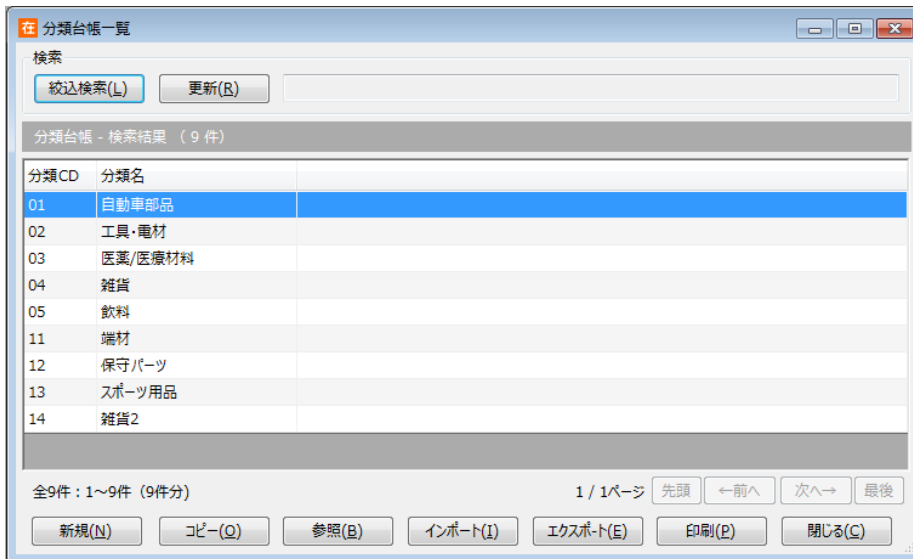 在 分類台帳一覧
検索
絞込検索(L) 更新(R)
分類台帳 - 検索結果 （ 9 件）
分類CD 分類名
01 自動車部品
02 工具・電材
03 医薬/医療材料
04 雑貨
05 飲料
11 端材
12 保守パーツ
13 スポーツ用品
14 雑貨2
全9件：1～9件（9件分） 1 / 1ページ 先頭 ←前へ 次へ→ 最後
新規(N) コピー(O) 参照(B) インポート(I) エクスポート(E) 印刷(P) 閉じる(C)